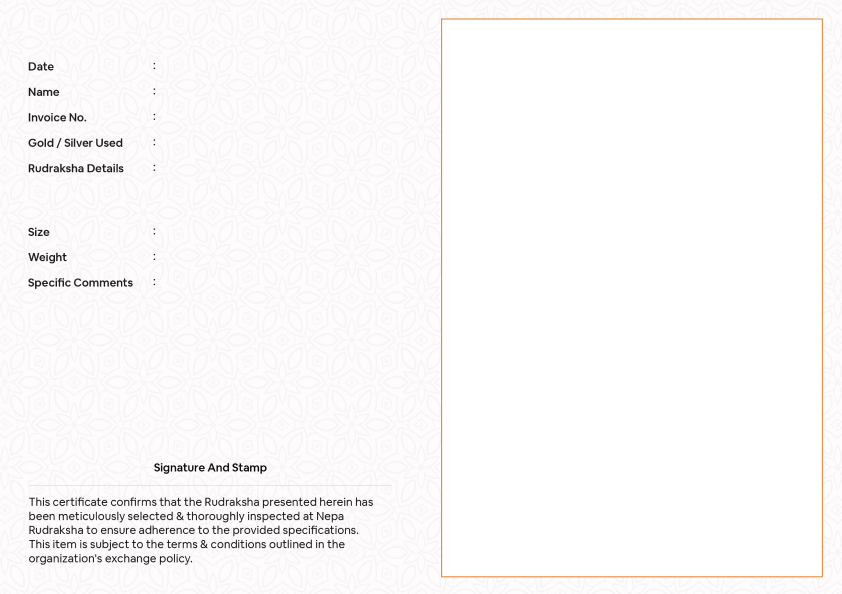 Date :
Name :
Invoice No. :
Gold / Silver Used :
Rudraksha Details :
Size :
Weight :
Specific Comments :
Signature And Stamp
This certificate confirms that the Rudraksha presented herein has
been meticulously selected & thoroughly inspected at Nepa
Rudraksha to ensure adherence to the provided specifications.
This item is subject to the terms & conditions outlined in the
organization's exchange policy.